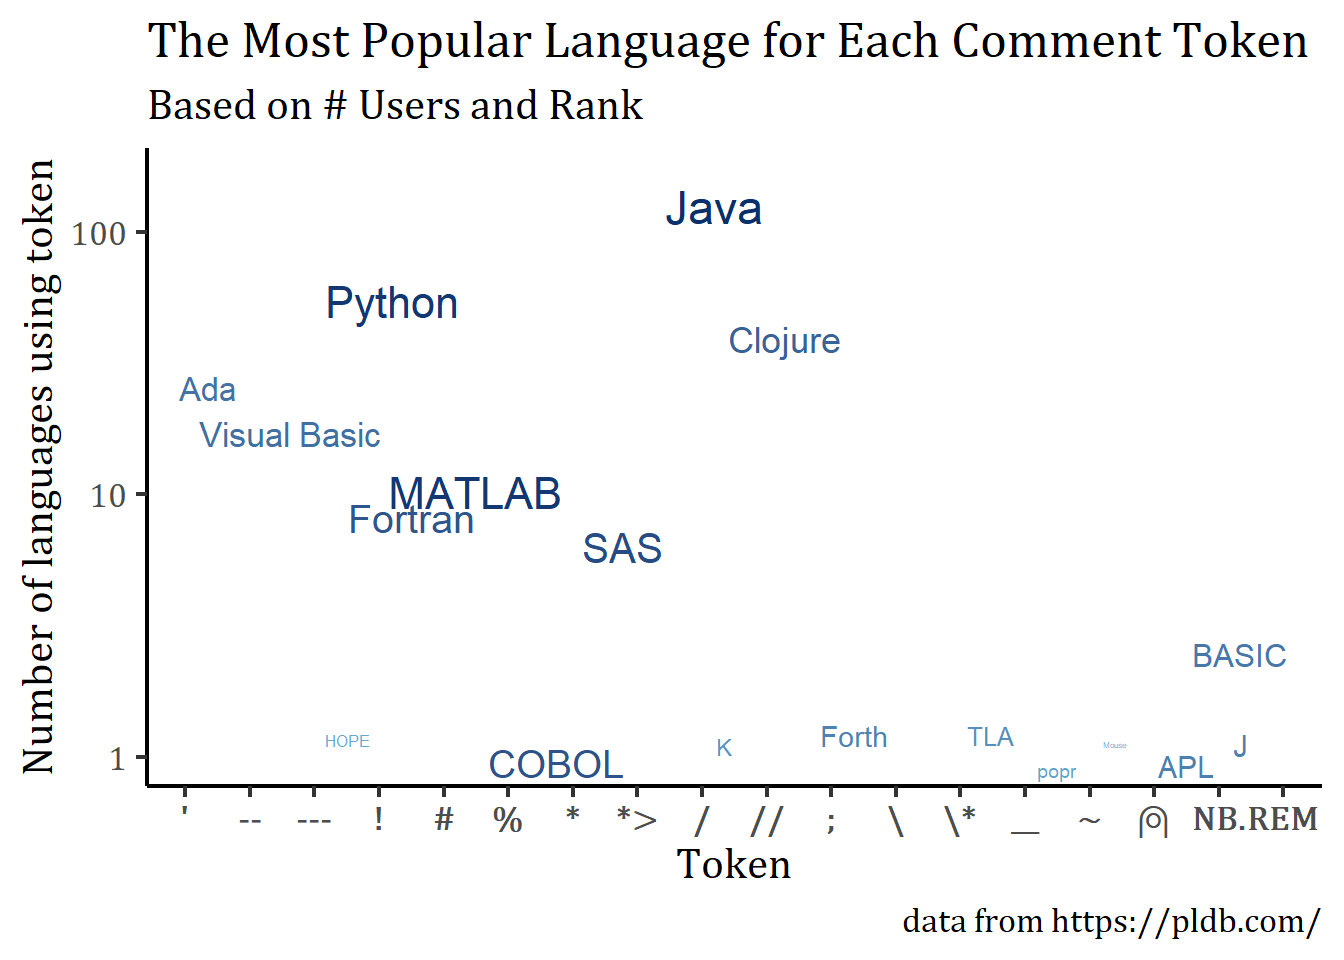 The Most Popular Language for Each Comment Token
Based on # Users and Rank
Number of languages using token
100
10
1
Java
Python
Clojure
Ada
Visual Basic
MATLAB
Fortran
SAS
BASIC
HOPE
COBOL
K
Forth
TLA
popr
Mouse
APL
J
' -- --- ! # % * *> / // ; \ \* __ ~ ⍝ NB. REM
Token
data from https://pldb.com/